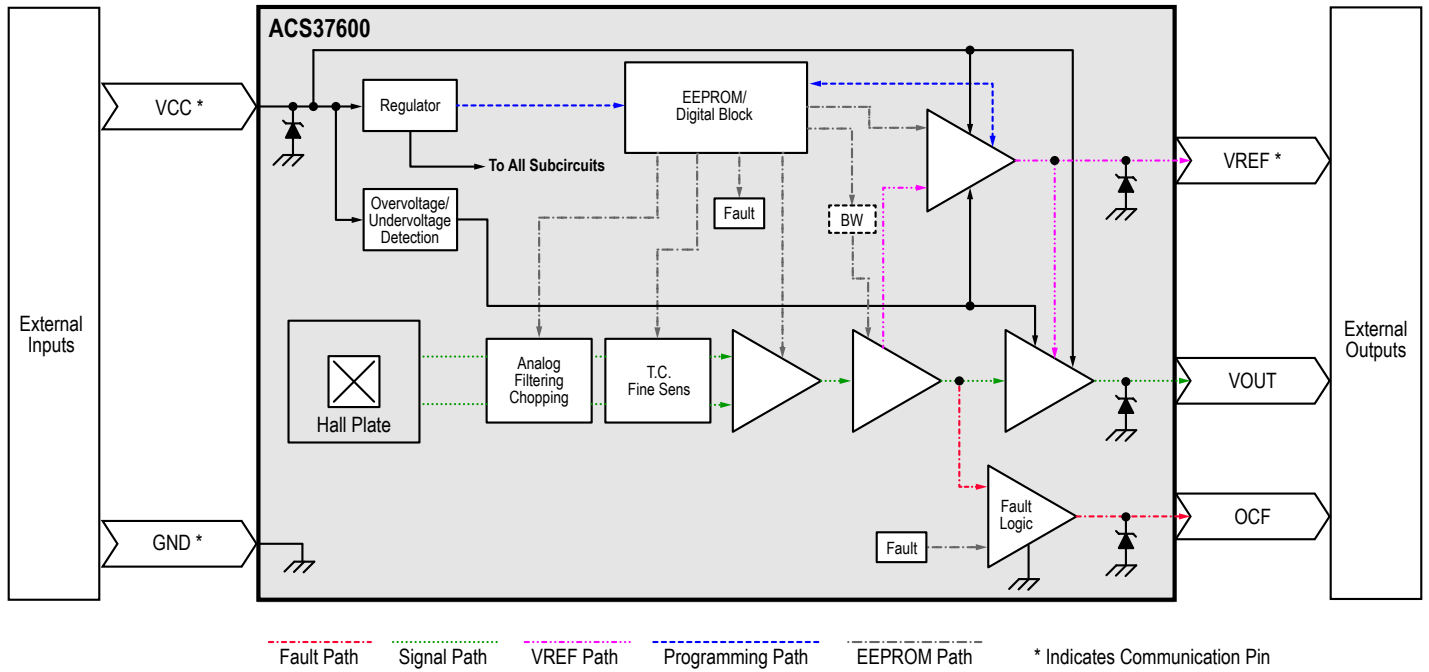 ACS37600
VCC *
Regulator
EEPROM/
Digital Block
To All Subcircuits
VREF *
Overvoltage/
Undervoltage
Detection
Fault
BW
External
Inputs
External
Outputs
Hall Plate
Analog
Filtering
Chopping
T.C.
Fine Sens
VOUT
GND *
Fault
Fault
Logic
OCF
Fault Path
Signal Path
VREF Path
Programming Path
EEPROM Path
* Indicates Communication Pin